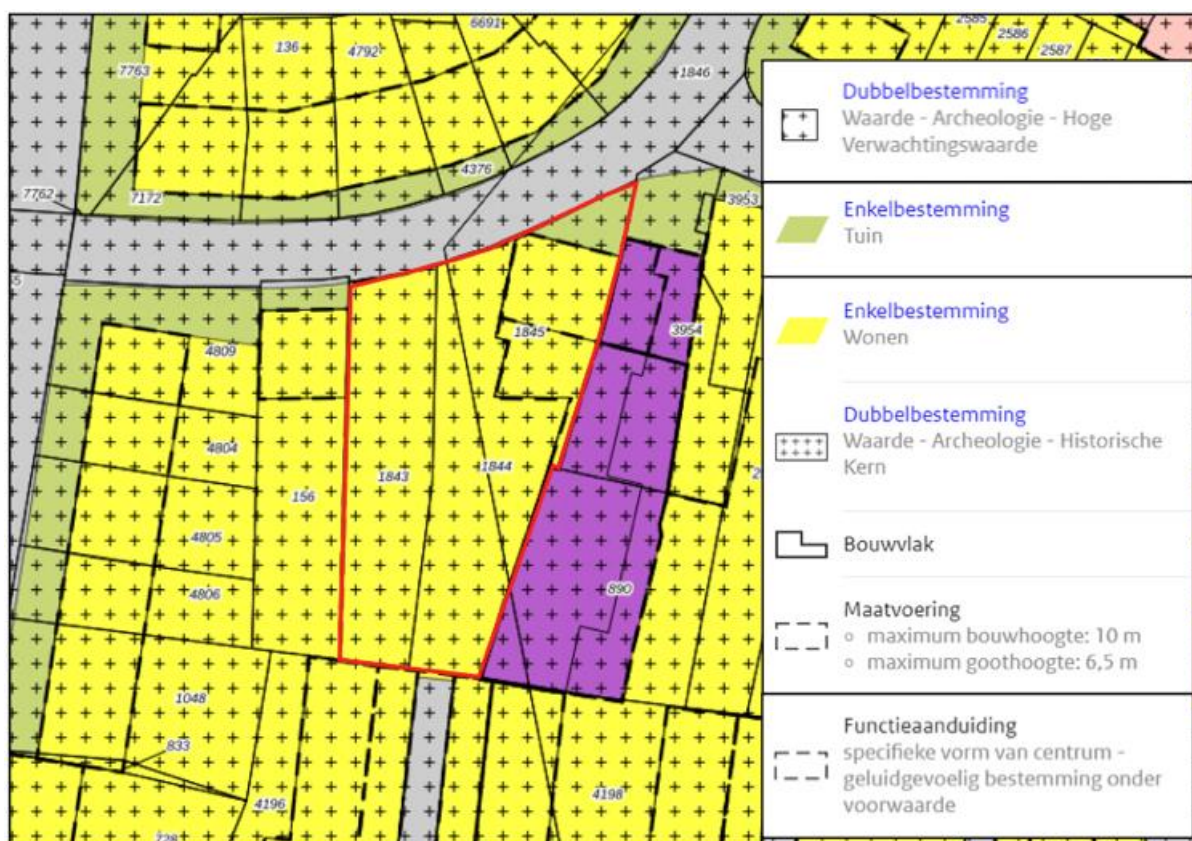 6691
2585
136
4792
2586
2587
7763
1846
4376
7762
7172
3953
1845
3954
4809
4804
1844
1843
156
4805
890
4806
1048
833
4196
4198
Dubbelbestemming
Waarde - Archeologie - Hoge
Verwachtingswaarde
Enkelbestemming
Tuin
Enkelbestemming
Wonen
Dubbelbestemming
Waarde - Archeologie - Historische
Kern
Bouwvlak
Maatvoering
maximum bouwhoogte: 10 m
maximum goothoogte: 6,5 m
Functieaanduiding
specifieke vorm van centrum -
geluidgevoelig bestemming onder
voorwaarde